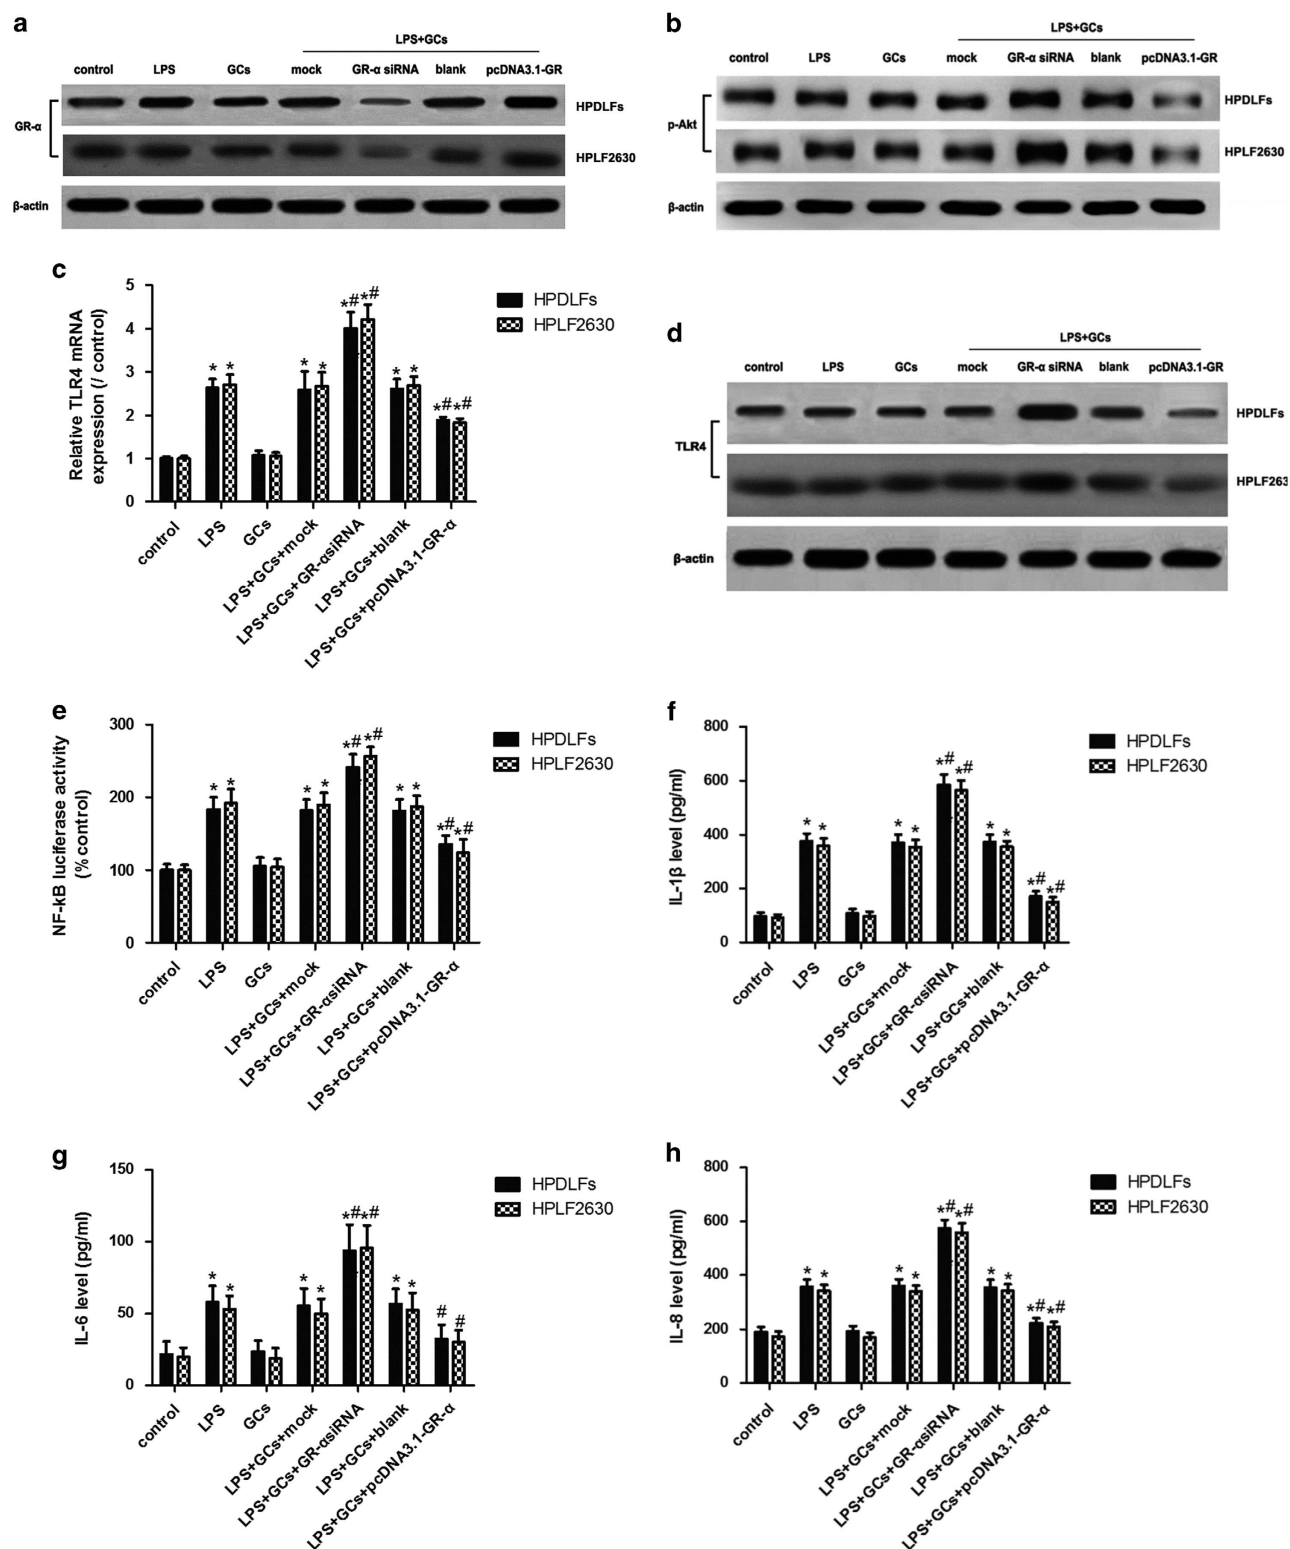 a
LPS+GCs
control LPS GCs mock GR-α siRNA blank pcDNA3.1-GR
HPDLFs
GR-α
HPLF2630
β-actin
b
LPS+GCs
control LPS GCs mock GR-α siRNA blank pcDNA3.1-GR
HPDLFs
p-Akt
HPLF2630
β-actin
c
Relative TLR4 mRNA
expression (/ control)
5
4
3
2
1
0
* * * * *# *# * * *# *#
HPDLFs
HPLF2630
control
LPS
GCs
LPS+GCs+mock
LPS+GCs+GR-αsiRNA
LPS+GCs+blank
LPS+GCs+pcDNA3.1-GR-α
d
LPS+GCs
control LPS GCs mock GR-α siRNA blank pcDNA3.1-GR
HPDLFs
TLR4
HPLF263
β-actin
e
NF-kB luciferase activity
(% control)
300
200
100
0
* * * * *# *# * * *# *#
HPDLFs
HPLF2630
control
LPS
GCs
LPS+GCs+mock
LPS+GCs+GR-αsiRNA
LPS+GCs+blank
LPS+GCs+pcDNA3.1-GR-α
f
IL-1β level (pg/ml)
800
600
400
200
0
* * * * *# *# * * *# *#
HPDLFs
HPLF2630
control
LPS
GCs
LPS+GCs+mock
LPS+GCs+GR-αsiRNA
LPS+GCs+blank
LPS+GCs+pcDNA3.1-GR-α
g
IL-6 level (pg/ml)
150
100
50
0
* * * * *# *# * * # #
HPDLFs
HPLF2630
control
LPS
GCs
LPS+GCs+mock
LPS+GCs+GR-αsiRNA
LPS+GCs+blank
LPS+GCs+pcDNA3.1-GR-α
h
IL-8 level (pg/ml)
800
600
400
200
0
* * * * *# *# * * *# *#
HPDLFs
HPLF2630
control
LPS
GCs
LPS+GCs+mock
LPS+GCs+GR-αsiRNA
LPS+GCs+blank
LPS+GCs+pcDNA3.1-GR-α